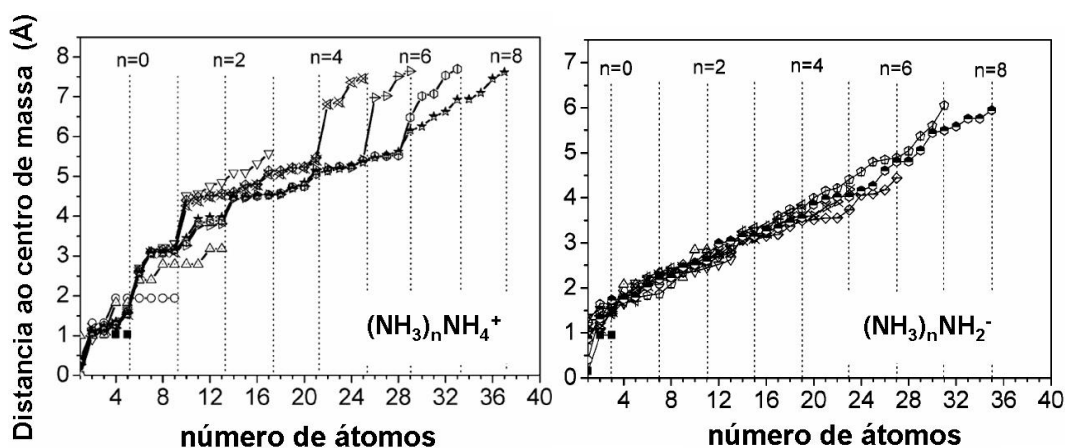 Distancia ao centro de massa (Å)
8
7
6
5
4
3
2
1
0
n=0
n=2
n=4
n=6
n=8
(NH₃)ₙNH₄⁺
4
8
12
16
20
24
28
32
36
40
número de átomos
7
6
5
4
3
2
1
0
n=0
n=2
n=4
n=6
n=8
(NH₃)ₙNH₂⁻
4
8
12
16
20
24
28
32
36
40
número de átomos